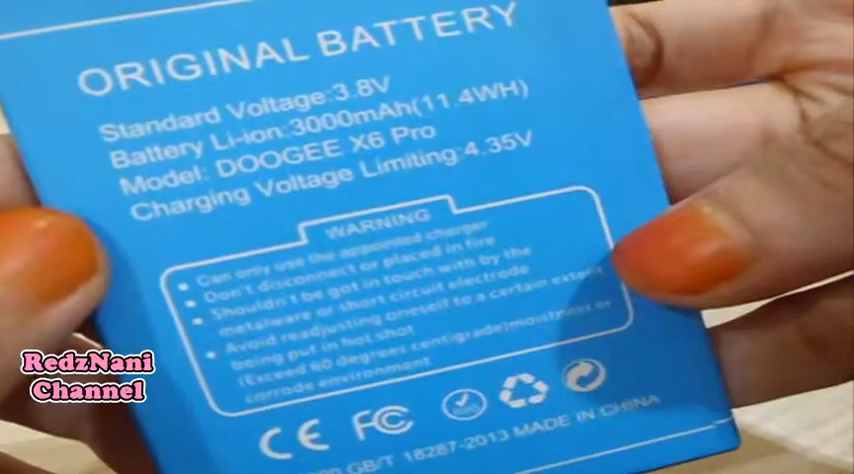 ORIGINAL BATTERY
Standard Voltage:3.8V
Battery Li-ion:3000mAh(11.4WH)
Model: DOOGEE X6 Pro
Charging Voltage Limiting:4.35V
WARNING
Can only use the appointed charger
Don't disconnect or placed in fire
Shouldn't be got in touch with by the
metalware or short circuit electrode
Avoid readjusting oneself to a certain extent
being put in hot shot
(Exceed 60 degrees centigrade)moistness or
corrode environment
CE FC
GB/T 18287-2013 MADE IN CHINA
RedzNani
Channel